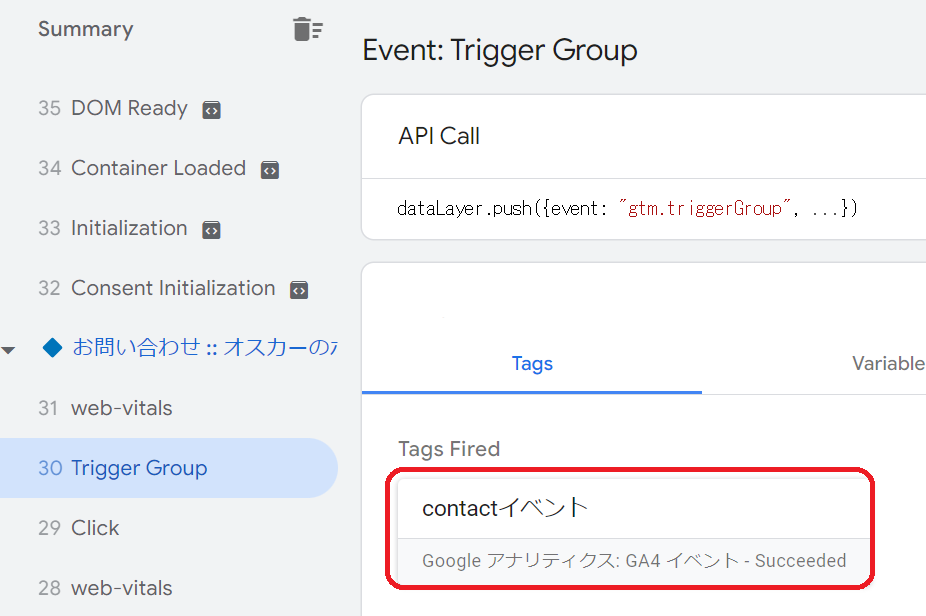 Summary
35 DOM Ready
34 Container Loaded
33 Initialization
32 Consent Initialization
お問い合わせ :: オスカーの
31 web-vitals
30 Trigger Group
29 Click
28 web-vitals
Event: Trigger Group
API Call
dataLayer.push({event: "gtm.triggerGroup", ...})
Tags
Variable
Tags Fired
contactイベント
Google アナリティクス: GA4 イベント - Succeeded